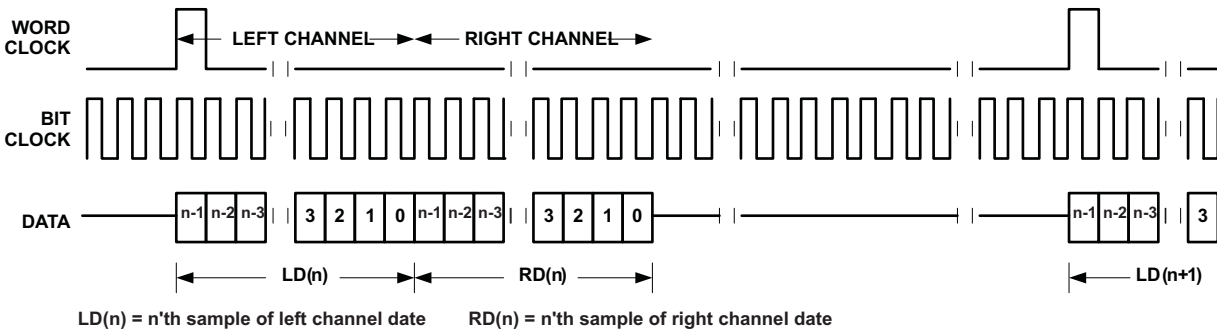 WORD
CLOCK
LEFT CHANNEL
RIGHT CHANNEL
BIT
CLOCK
DATA
n-1 n-2 n-3 3 2 1 0 n-1 n-2 n-3 3 2 1 0 n-1 n-2 n-3 3
LD(n) RD(n) LD(n+1)
LD(n) = n'th sample of left channel date RD(n) = n'th sample of right channel date